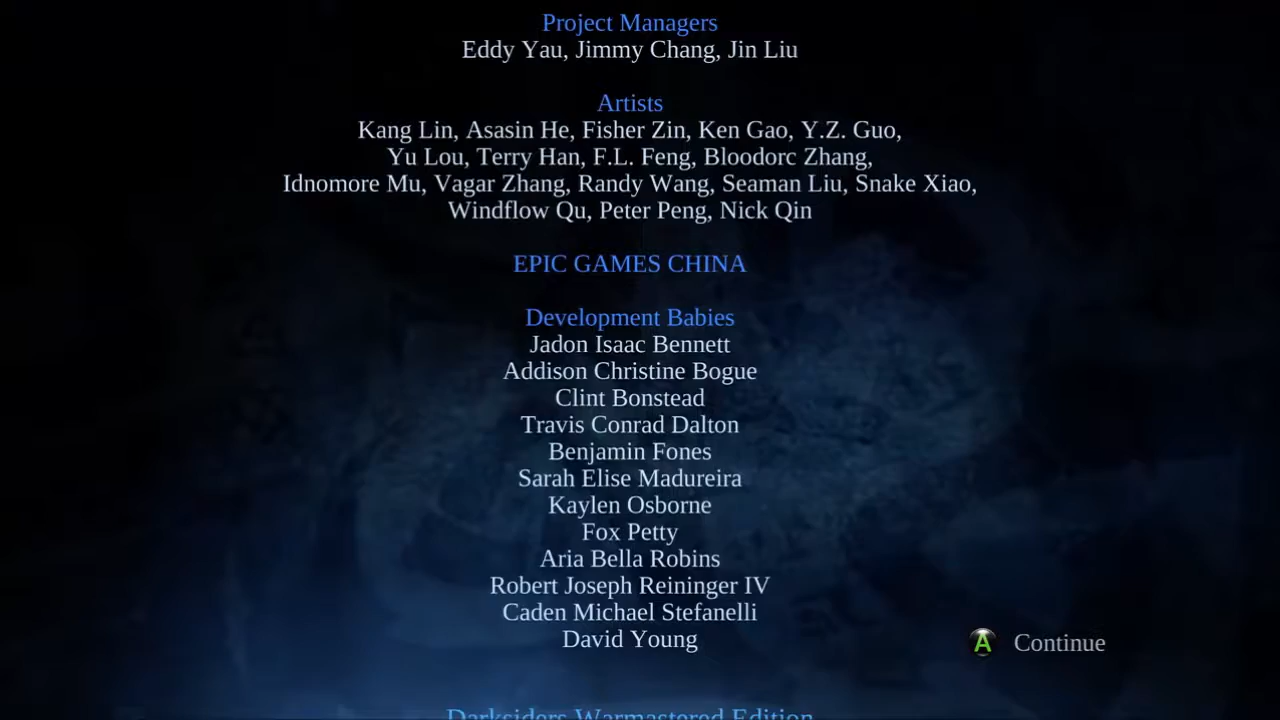 Project Managers
Eddy Yau, Jimmy Chang, Jin Liu
Artists
Kang Lin, Asasin He, Fisher Zin, Ken Gao, Y.Z. Guo,
Yu Lou, Terry Han, F.L. Feng, Bloodorc Zhang,
Idnomore Mu, Vagar Zhang, Randy Wang, Seaman Liu, Snake Xiao,
Windflow Qu, Peter Peng, Nick Qin
EPIC GAMES CHINA
Development Babies
Jadon Isaac Bennett
Addison Christine Bogue
Clint Bonstead
Travis Conrad Dalton
Benjamin Fones
Sarah Elise Madureira
Kaylen Osborne
Fox Petty
Aria Bella Robins
Robert Joseph Reininger IV
Caden Michael Stefanelli
David Young
A Continue
Darksiders Warmastered Edition